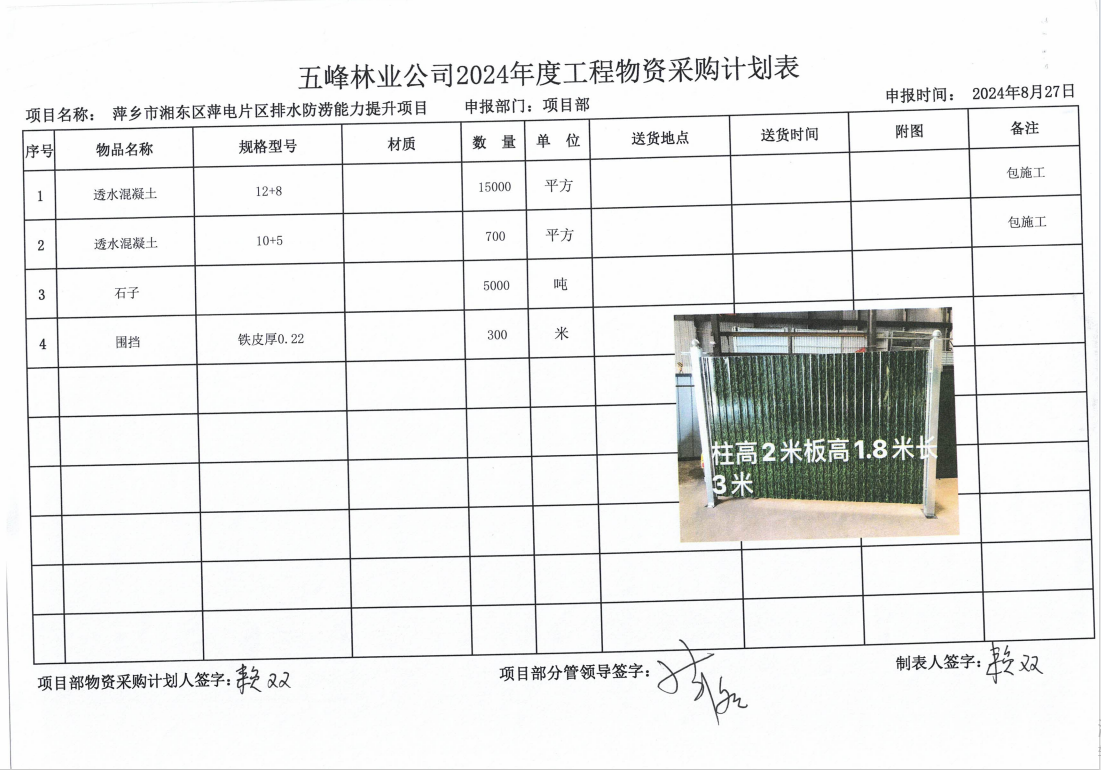 五峰林业公司2024年度工程物资采购计划表
项目名称： 萍乡市湘东区萍电片区排水防涝能力提升项目 申报部门：项目部 申报时间： 2024年8月27日
序号 物品名称 规格型号 材质 数 量 单 位 送货地点 送货时间 附图 备注
1 透水混凝土 12+8 15000 平方 包施工
2 透水混凝土 10+5 700 平方 包施工
3 石子 5000 吨
4 围挡 铁皮厚0.22 300 米
柱高2米板高1.8米长
3米
项目部物资采购计划人签字：赖双 项目部分管领导签字： 制表人签字：赖双